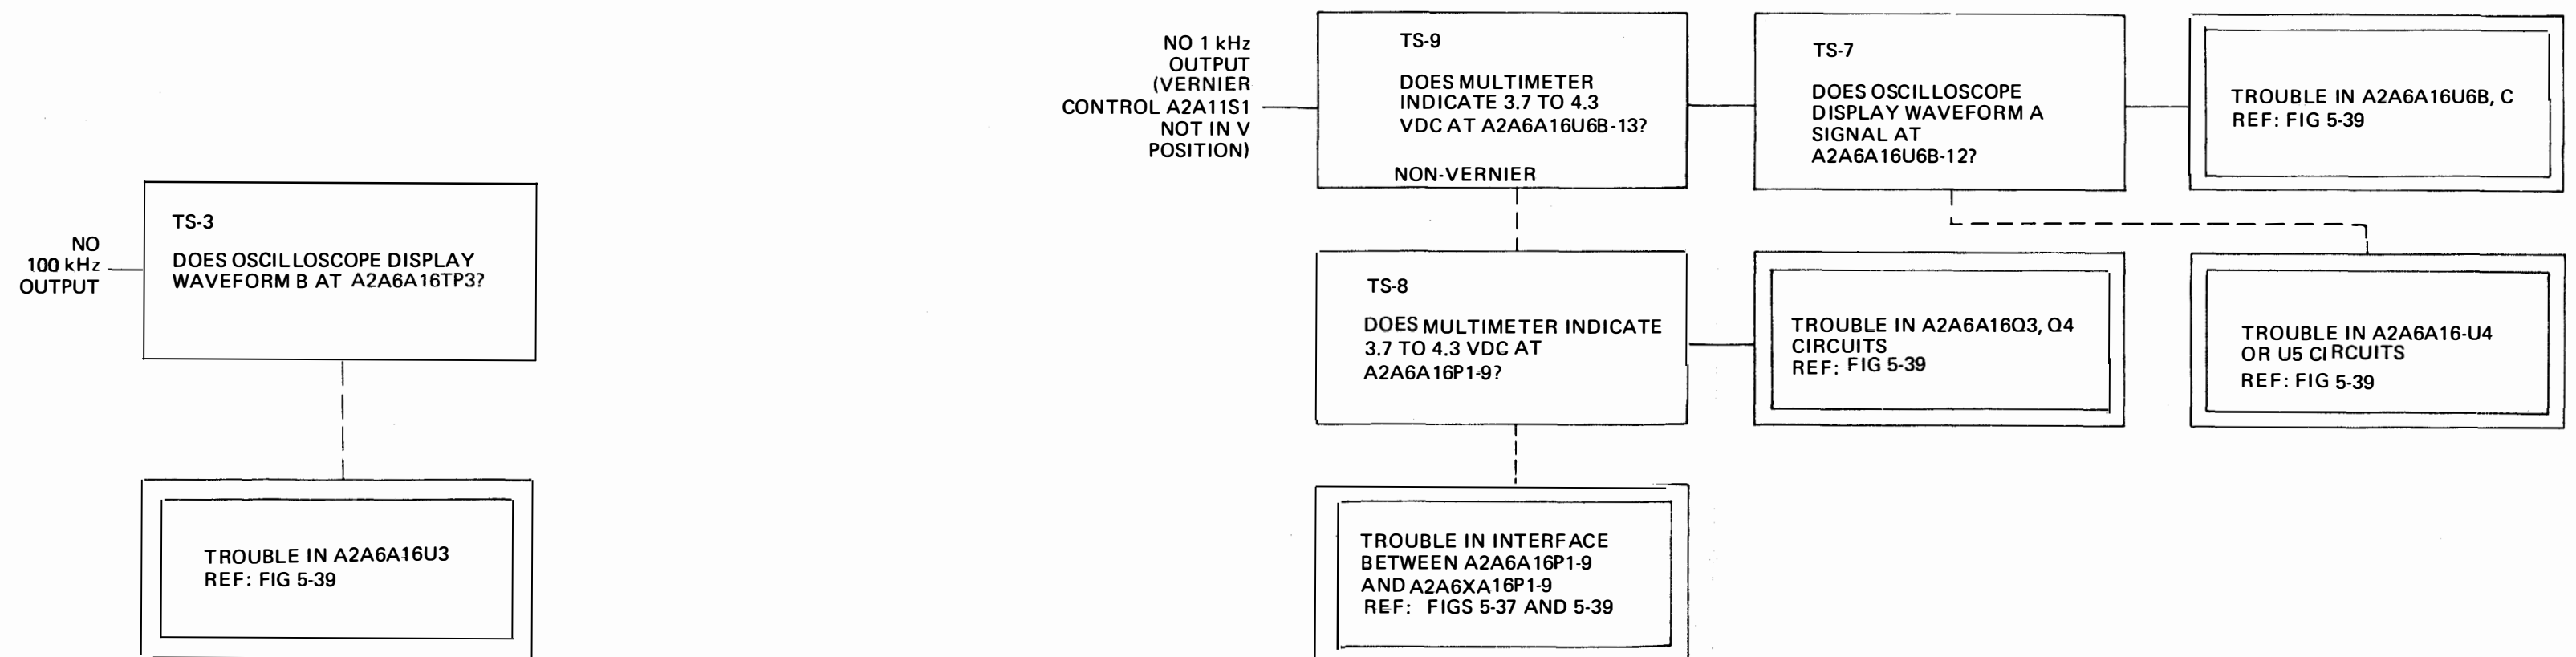 NO
100 kHz
OUTPUT
TS-3
DOES OSCILLOSCOPE DISPLAY
WAVEFORM B AT A2A6A16TP3?
TROUBLE IN A2A6A16U3
REF: FIG 5-39
NO 1 kHz
OUTPUT
(VERNIER
CONTROL A2A11S1
NOT IN V
POSITION)
TS-9
DOES MULTIMETER
INDICATE 3.7 TO 4.3
VDC AT A2A6A16U6B-13?
NON-VERNIER
TS-7
DOES OSCILLOSCOPE
DISPLAY WAVEFORM A
SIGNAL AT
A2A6A16U6B-12?
TROUBLE IN A2A6A16U6B, C
REF: FIG 5-39
TS-8
DOES MULTIMETER INDICATE
3.7 TO 4.3 VDC AT
A2A6A16P1-9?
TROUBLE IN A2A6A16Q3, Q4
CIRCUITS
REF: FIG 5-39
TROUBLE IN A2A6A16-U4
OR U5 CIRCUITS
REF: FIG 5-39
TROUBLE IN INTERFACE
BETWEEN A2A6A16P1-9
AND A2A6XA16P1-9
REF: FIGS 5-37 AND 5-39